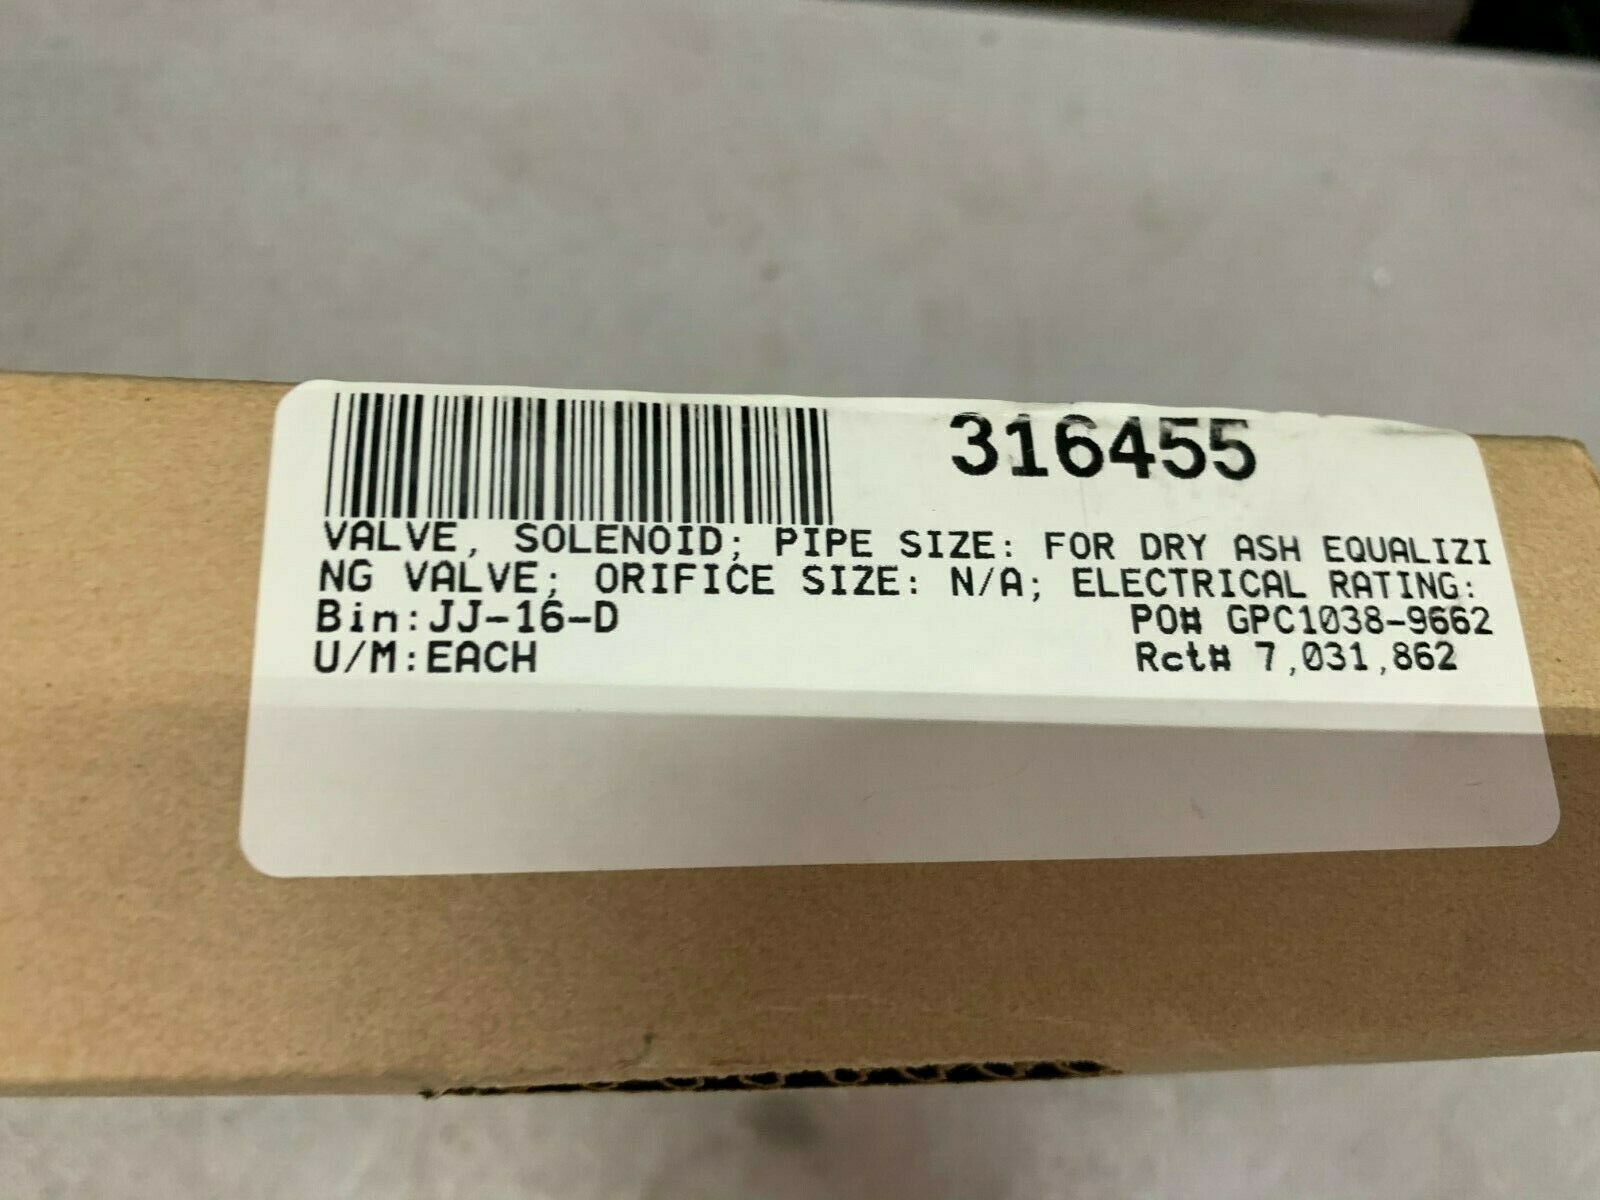 316455
VALVE, SOLENOID; PIPE SIZE: FOR DRY ASH EQUALIZI
NG VALVE; ORIFICE SIZE: N/A; ELECTRICAL RATING:
Bin:JJ-16-D PO# GPC1038-9662
U/M:EACH Rct# 7,031,862